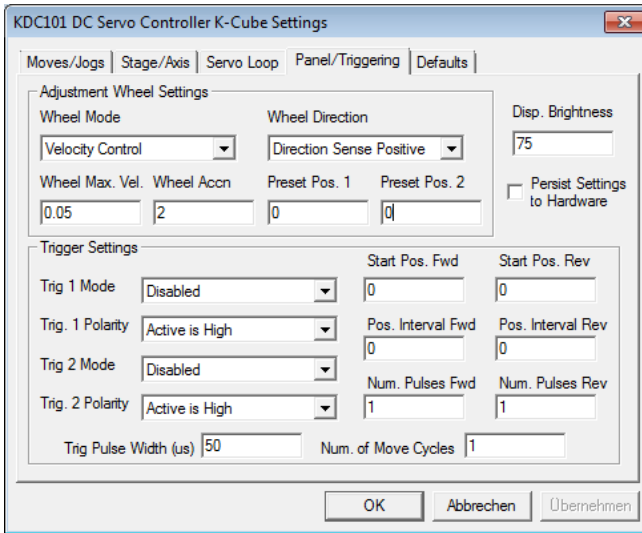 KDC101 DC Servo Controller K-Cube Settings
Moves/Jogs Stage/Axis Servo Loop Panel/Triggering Defaults
Adjustment Wheel Settings
Wheel Mode Wheel Direction Disp. Brightness
Velocity Control Direction Sense Positive 75
Wheel Max. Vel. Wheel Accn Preset Pos. 1 Preset Pos. 2 Persist Settings
to Hardware
0.05 2 0 0
Trigger Settings
Start Pos. Fwd Start Pos. Rev
Trig 1 Mode Disabled 0 0
Trig. 1 Polarity Active is High Pos. Interval Fwd Pos. Interval Rev
0 0
Trig 2 Mode Disabled
Num. Pulses Fwd Num. Pulses Rev
Trig. 2 Polarity Active is High 1 1
Trig Pulse Width (us) 50 Num. of Move Cycles 1
OK Abbrechen Übernehmen